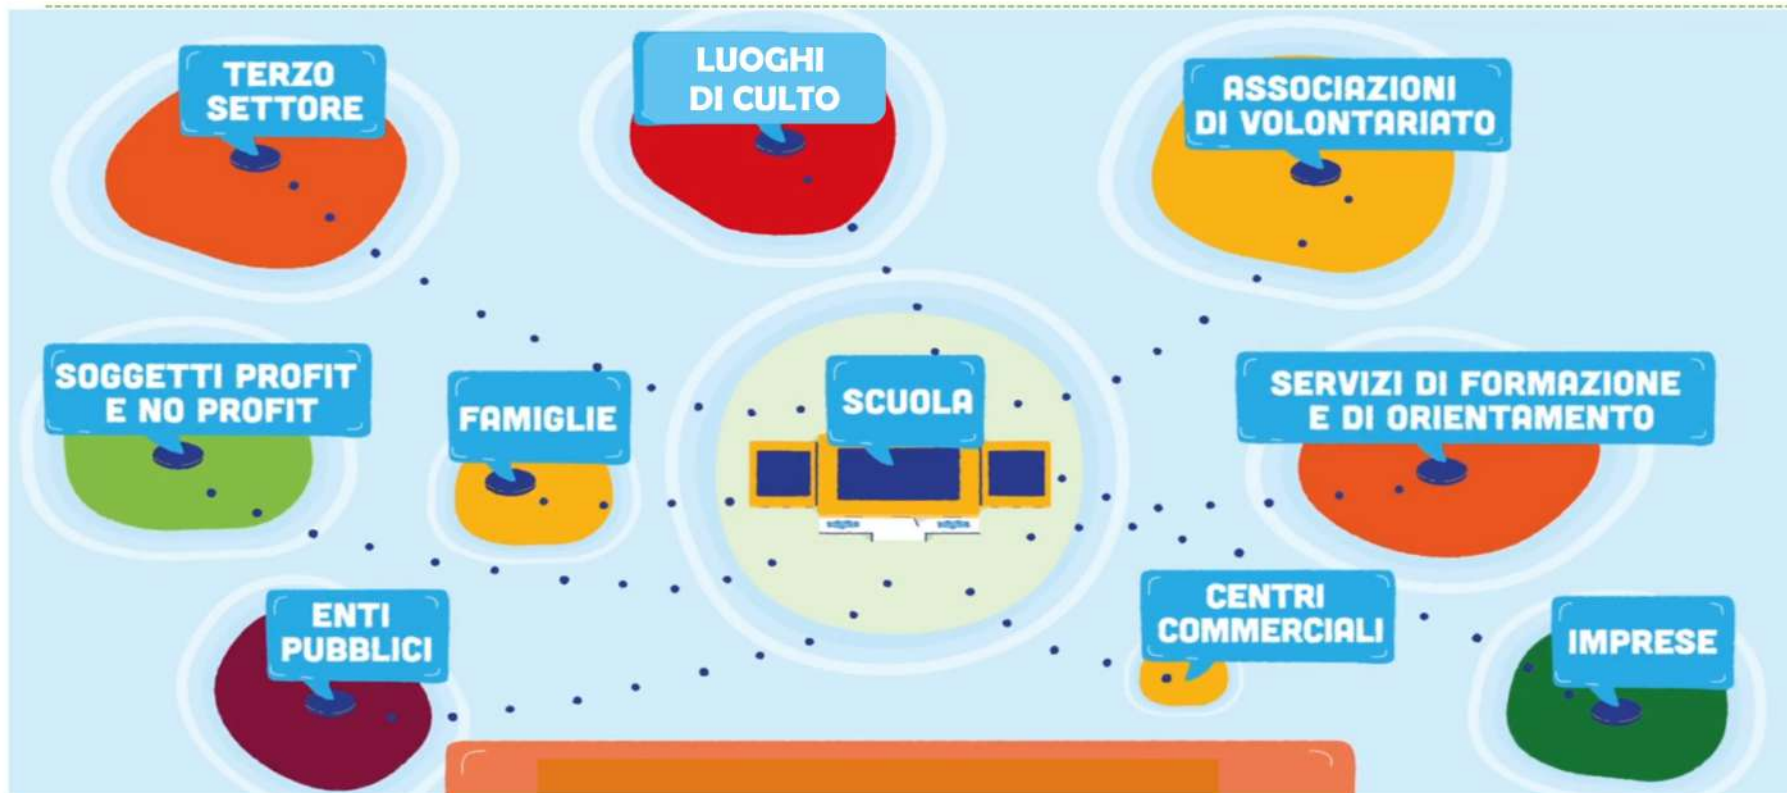 TERZO
SETTORE
LUOGHI
DI CULTO
ASSOCIAZIONI
DI VOLONTARIATO
SOGGETTI PROFIT
E NO PROFIT
FAMIGLIE
SCUOLA
SERVIZI DI FORMAZIONE
E DI ORIENTAMENTO
ENTI
PUBBLICI
CENTRI
COMMERCIALI
IMPRESE